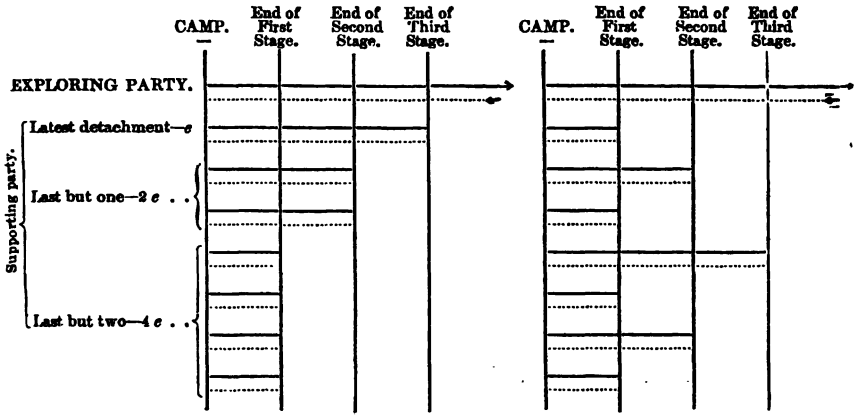 CAMP.
End of
First
Stage.
End of
Second
Stage.
End of
Third
Stage.
CAMP.
End of
First
Stage.
End of
Second
Stage.
End of
Third
Stage.
EXPLORING PARTY.
Supporting party.
Latest detachment—e
Last but one—2 e . .
Last but two—4 e . .